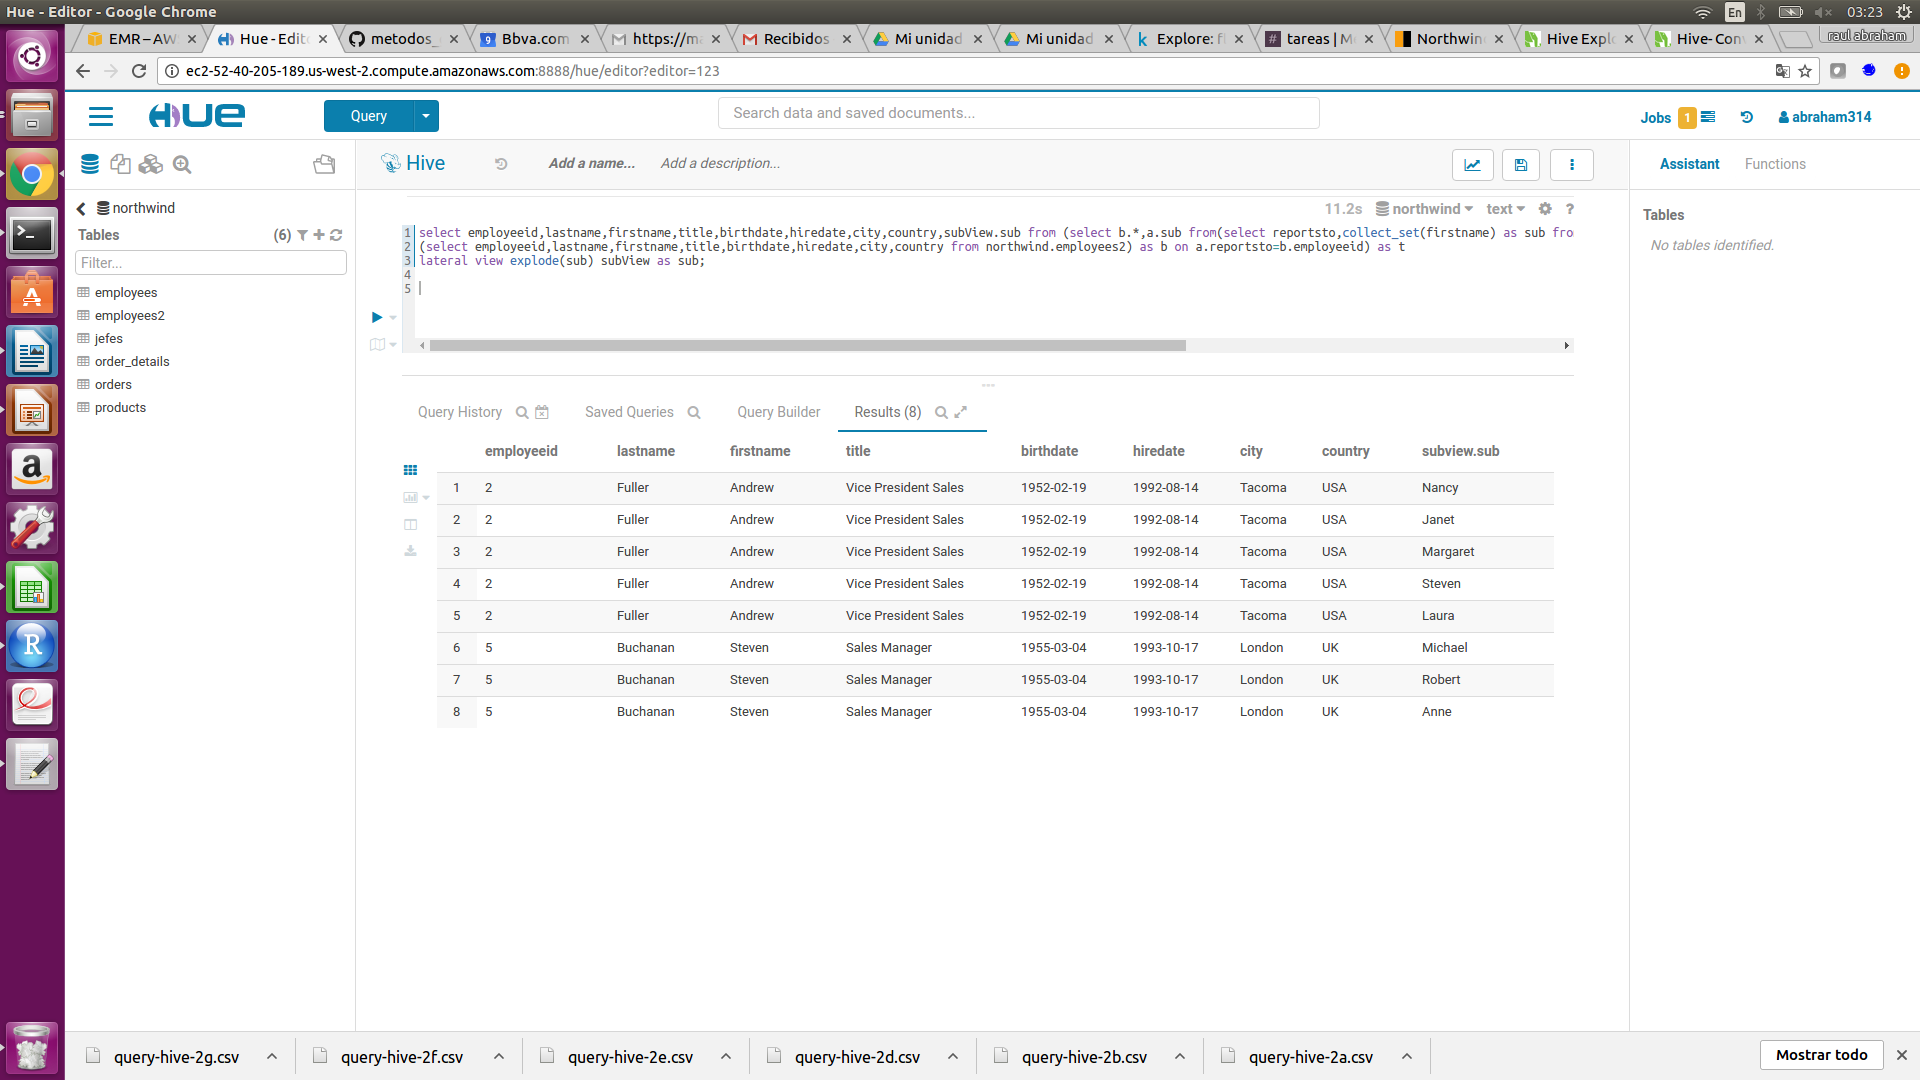 Hue - Editor - Google Chrome
En
03:23
EMR – AW
Hue - Edit
metodos_
Bbva.com
https://ma
Recibidos
Mi unidad
Mi unidad
Explore: f
tareas | M
Northwin
Hive Expl
Hive- Con
raul abraham
ec2-52-40-205-189.us-west-2.compute.amazonaws.com:8888/hue/editor?editor=123
HUE
Query
Search data and saved documents...
Jobs 1
abraham314
Hive
Add a name...
Add a description...
Assistant
Functions
northwind
Tables
(6)
Filter...
employees
employees2
jefes
order_details
orders
products
11.2s
northwind
text
?
1 select employeeid,lastname,firstname,title,birthdate,hiredate,city,country,subView.sub from (select b.*,a.sub from(select reportsto,collect_set(firstname) as sub fro
2 (select employeeid,lastname,firstname,title,birthdate,hiredate,city,country from northwind.employees2) as b on a.reportsto=b.employeeid) as t
3 lateral view explode(sub) subView as sub;
4
5
Tables
No tables identified.
Query History
Saved Queries
Query Builder
Results (8)
employeeid lastname firstname title birthdate hiredate city country subview.sub
1 2 Fuller Andrew Vice President Sales 1952-02-19 1992-08-14 Tacoma USA Nancy
2 2 Fuller Andrew Vice President Sales 1952-02-19 1992-08-14 Tacoma USA Janet
3 2 Fuller Andrew Vice President Sales 1952-02-19 1992-08-14 Tacoma USA Margaret
4 2 Fuller Andrew Vice President Sales 1952-02-19 1992-08-14 Tacoma USA Steven
5 2 Fuller Andrew Vice President Sales 1952-02-19 1992-08-14 Tacoma USA Laura
6 5 Buchanan Steven Sales Manager 1955-03-04 1993-10-17 London UK Michael
7 5 Buchanan Steven Sales Manager 1955-03-04 1993-10-17 London UK Robert
8 5 Buchanan Steven Sales Manager 1955-03-04 1993-10-17 London UK Anne
query-hive-2g.csv
query-hive-2f.csv
query-hive-2e.csv
query-hive-2d.csv
query-hive-2b.csv
query-hive-2a.csv
Mostrar todo